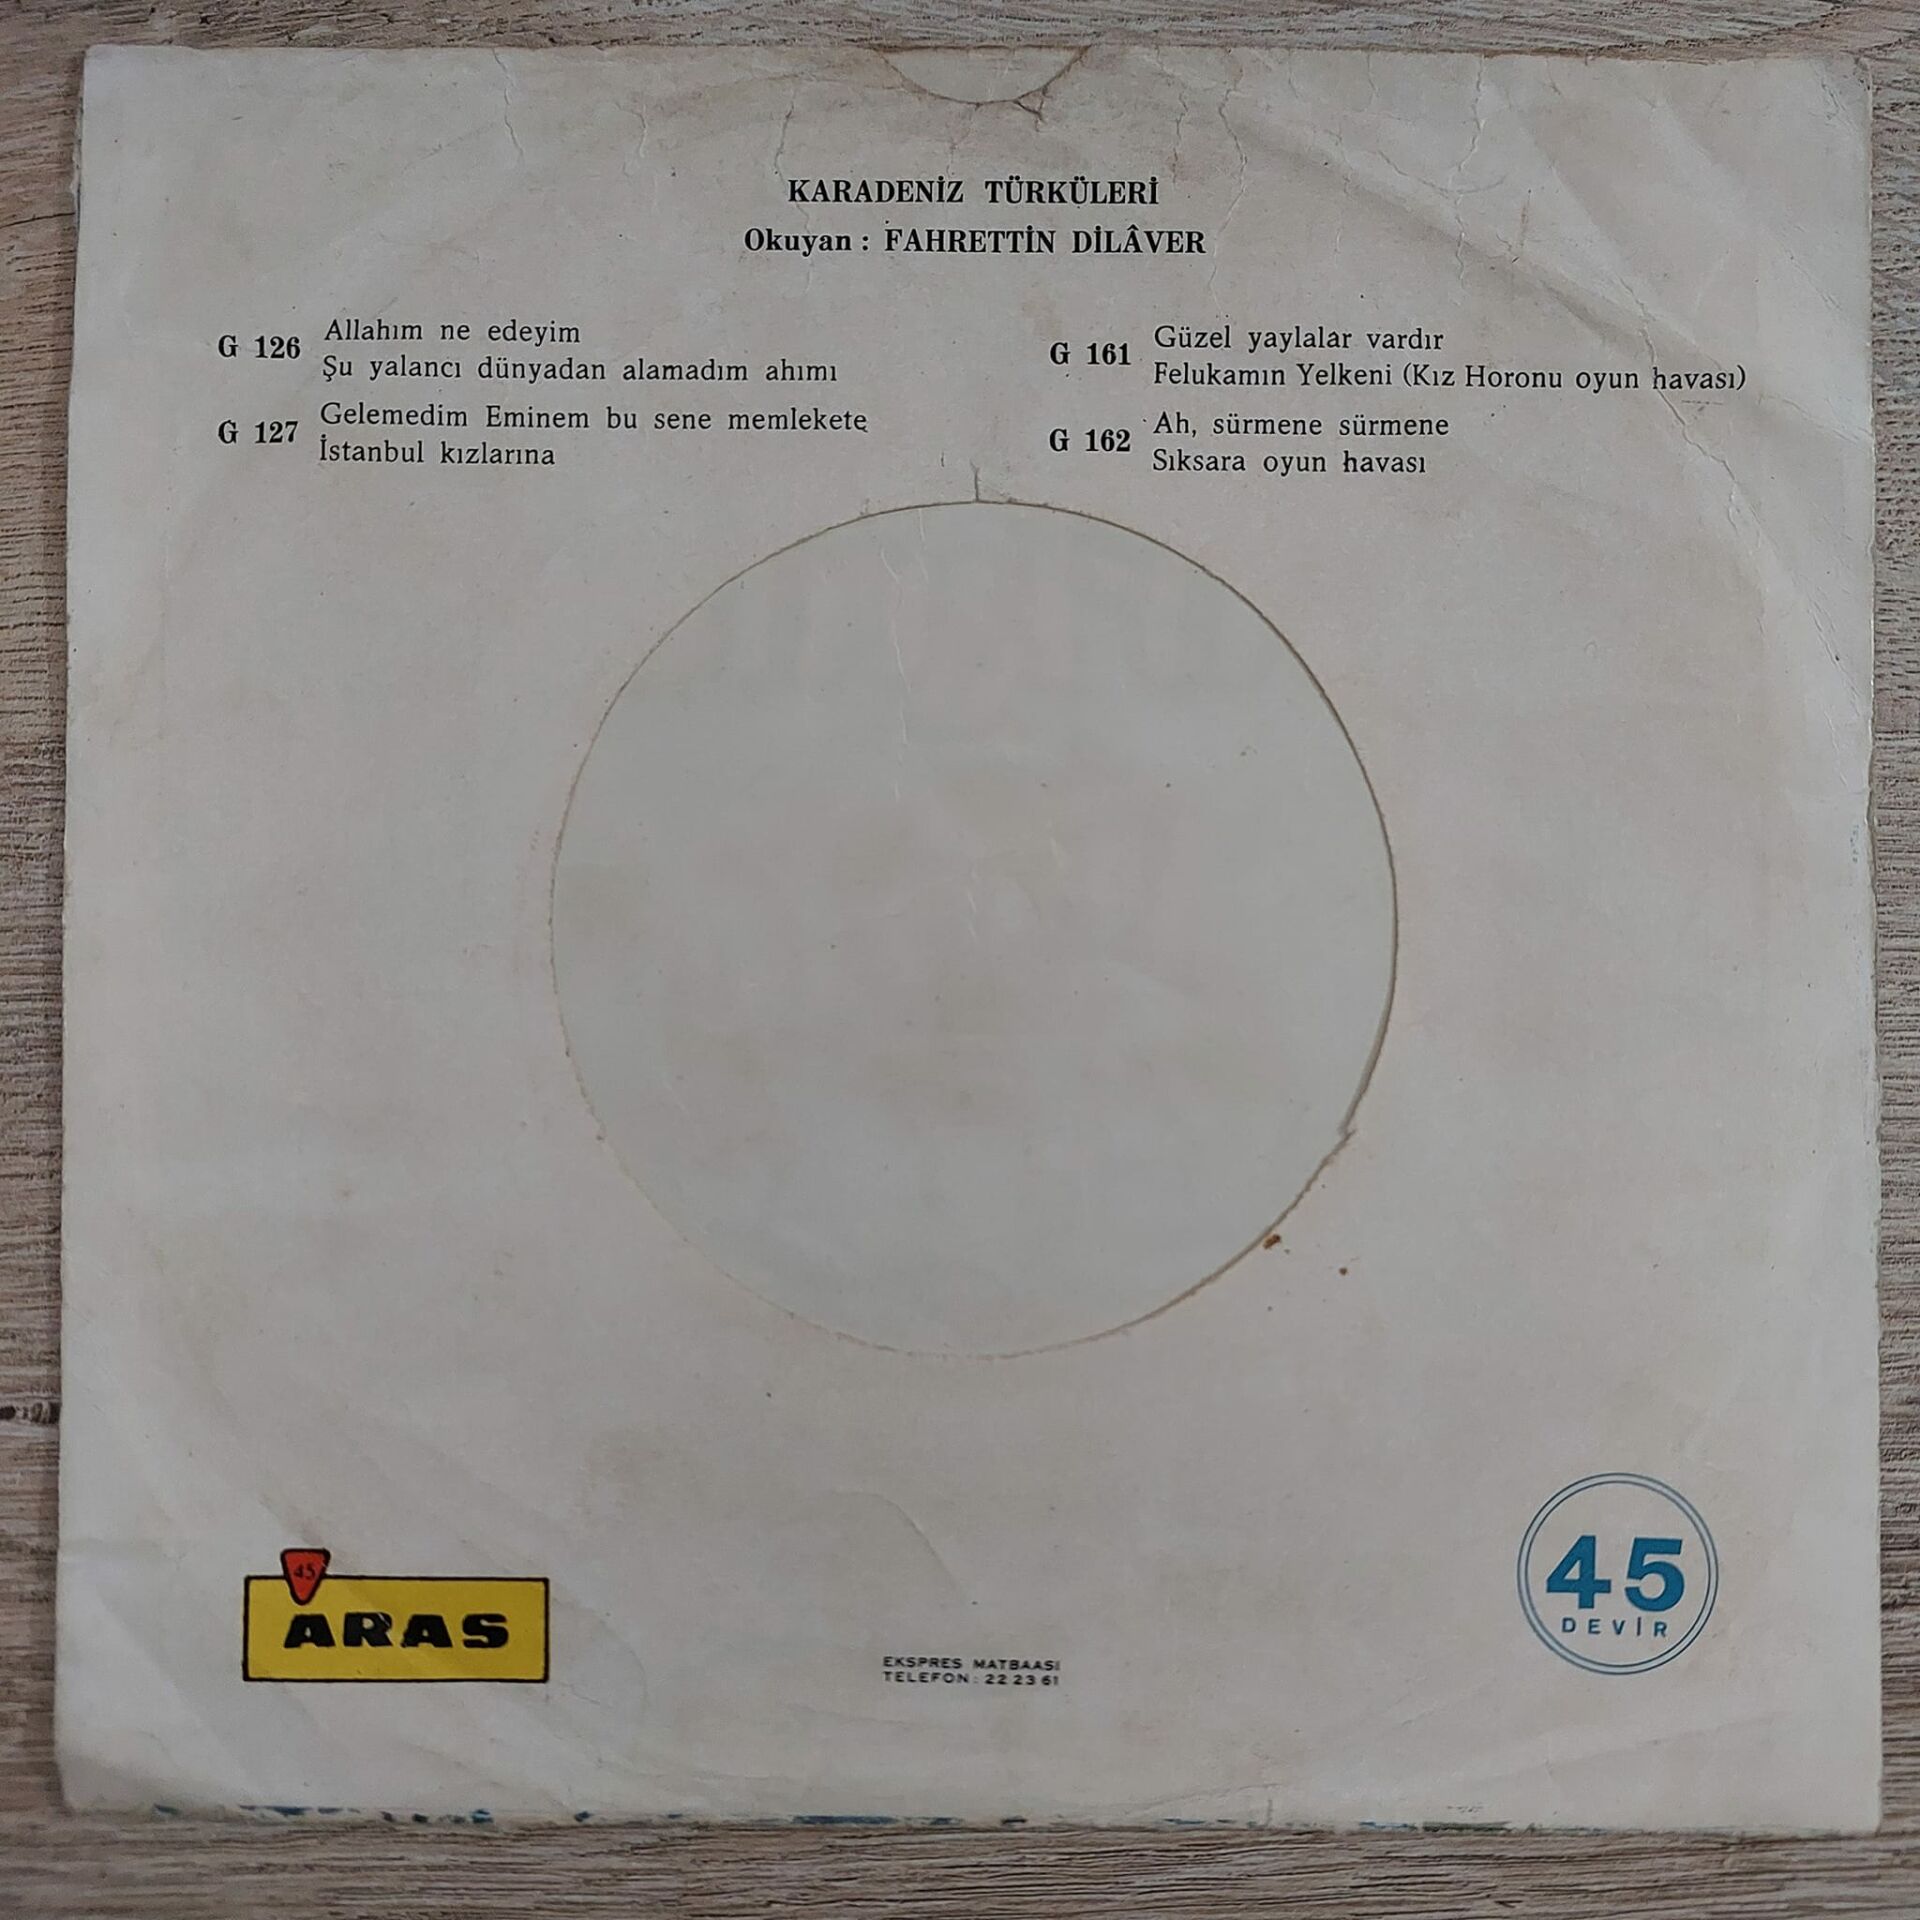 KARADENİZ TÜRKÜLERİ
Okuyan : FAHRETTİN DİLÂVER
G 126
Allahım ne edeyim
Şu yalancı dünyadan alamadım ahımı
G 127
Gelemedim Eminem bu sene memlekete
İstanbul kızlarına
G 161
Güzel yaylalar vardır
Felukamın Yelkeni (Kız Horonu oyun havası)
G 162
Ah, sürmene sürmene
Sıksara oyun havası
45
ARAS
EKSPRES MATBAASI
TELEFON : 22 23 61
45
DEVİR